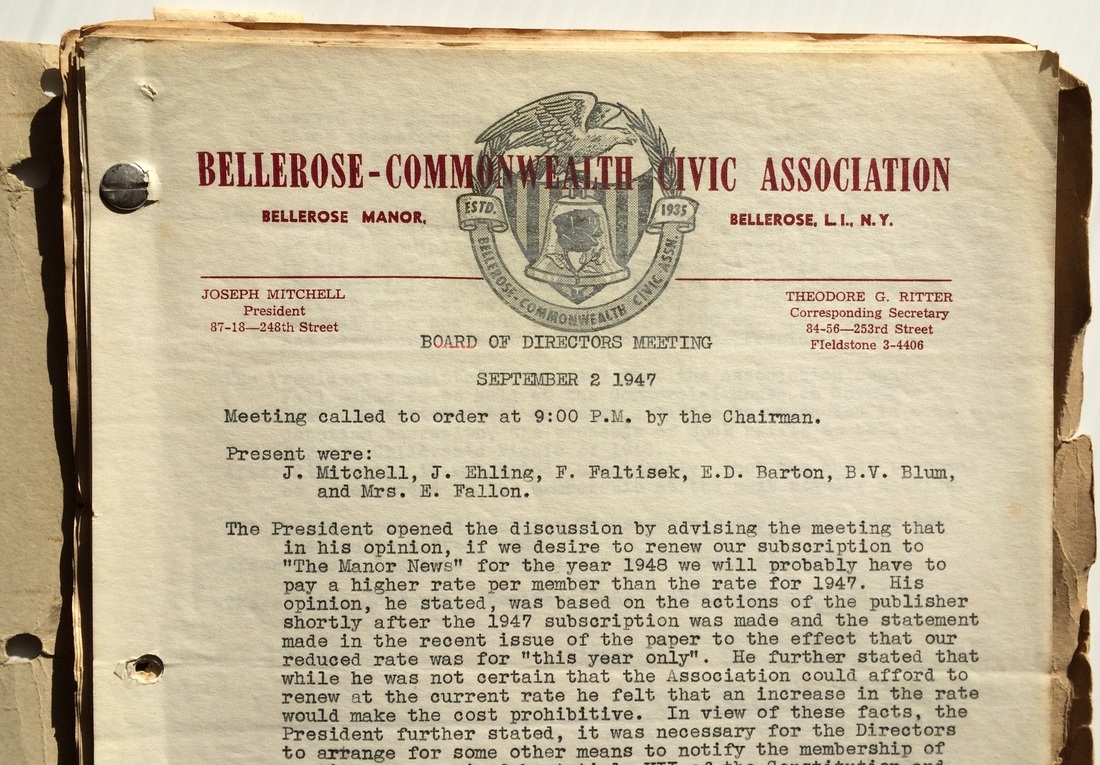 BELLEROSE-COMMONWEALTH CIVIC ASSOCIATION
BELLEROSE MANOR, BELLEROSE, L.I., N.Y.
ESTD. 1935
BELLEROSE-COMMONWEALTH CIVIC ASSN.
JOSEPH MITCHELL
President
87-18—248th Street
THEODORE G. RITTER
Corresponding Secretary
84-56—253rd Street
FIeldstone 3-4406
BOARD OF DIRECTORS MEETING
SEPTEMBER 2 1947
Meeting called to order at 9:00 P.M. by the Chairman.
Present were:
J. Mitchell, J. Ehling, F. Faltisek, E.D. Barton, B.V. Blum,
and Mrs. E. Fallon.
The President opened the discussion by advising the meeting that
in his opinion, if we desire to renew our subscription to
"The Manor News" for the year 1948 we will probably have to
pay a higher rate per member than the rate for 1947. His
opinion, he stated, was based on the actions of the publisher
shortly after the 1947 subscription was made and the statement
made in the recent issue of the paper to the effect that our
reduced rate was for "this year only". He further stated that
while he was not certain that the Association could afford to
renew at the current rate he felt that an increase in the rate
would make the cost prohibitive. In view of these facts, the
President further stated, it was necessary for the Directors
to arrange for some other means to notify the membership of